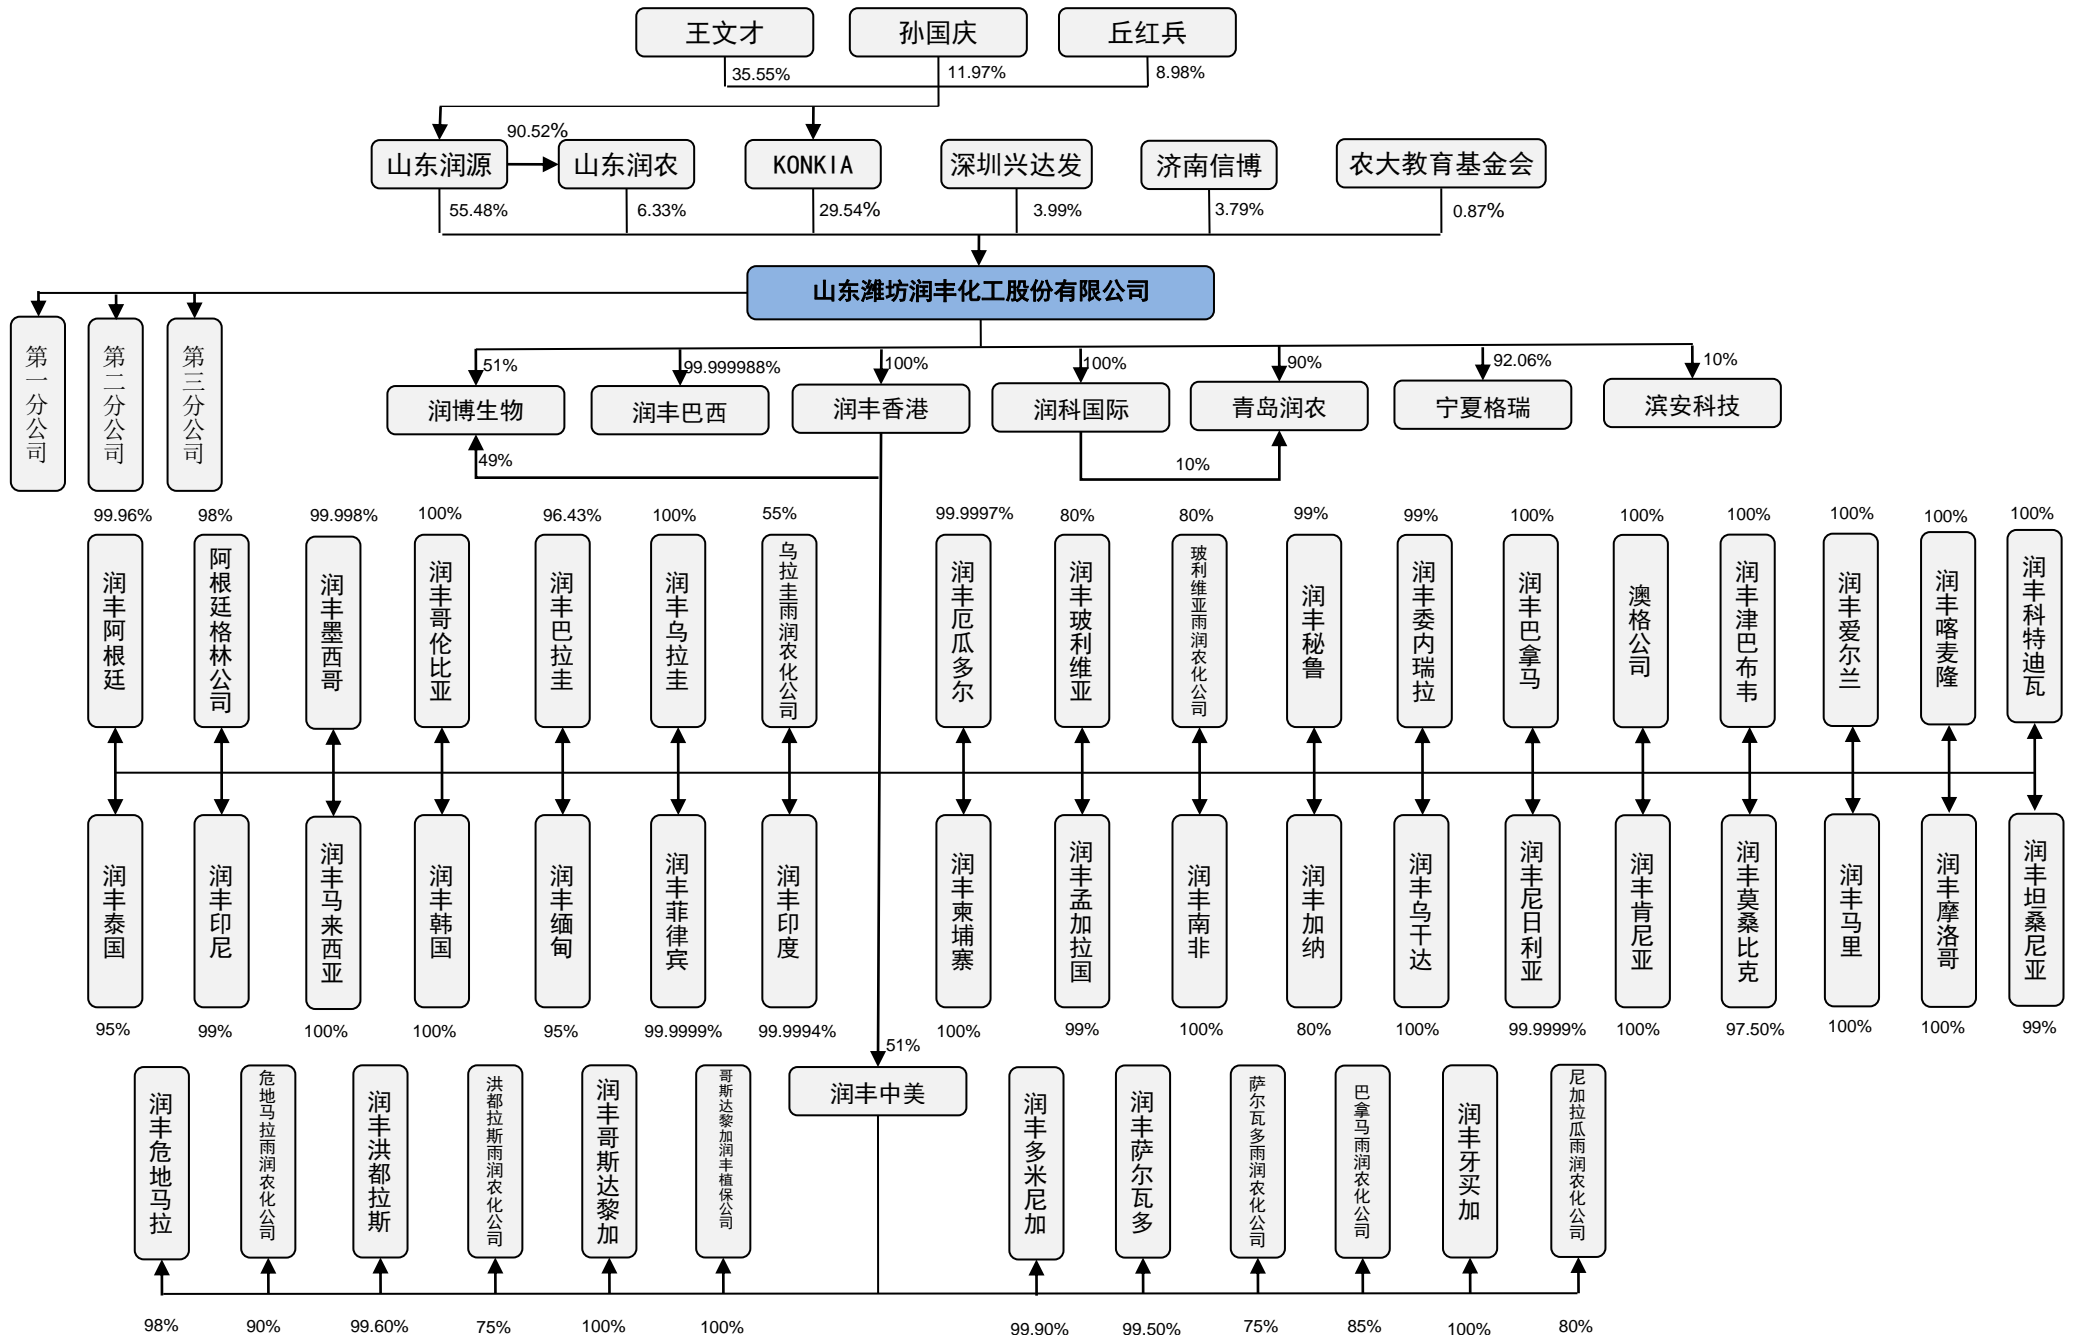 王文才
孙国庆
丘红兵
35.55%
11.97%
8.98%
90.52%
山东润源
山东润农
KONKIA
深圳兴达发
济南信博
农大教育基金会
55.48%
6.33%
29.54%
3.99%
3.79%
0.87%
山东潍坊润丰化工股份有限公司
第一分公司
第二分公司
第三分公司
51%
99.999988%
100%
100%
90%
92.06%
10%
润博生物
润丰巴西
润丰香港
润科国际
青岛润农
宁夏格瑞
滨安科技
49%
10%
99.96%
98%
99.998%
100%
96.43%
100%
55%
99.9997%
80%
80%
99%
99%
100%
100%
100%
100%
100%
100%
润丰阿根廷
阿根廷格林公司
润丰墨西哥
润丰哥伦比亚
润丰巴拉圭
润丰乌拉圭
乌拉圭雨润农化公司
润丰厄瓜多尔
润丰玻利维亚
玻利维亚雨润农化公司
润丰秘鲁
润丰委内瑞拉
润丰巴拿马
澳格公司
润丰津巴布韦
润丰爱尔兰
润丰喀麦隆
润丰科特迪瓦
润丰泰国
润丰印尼
润丰马来西亚
润丰韩国
润丰缅甸
润丰菲律宾
润丰印度
润丰柬埔寨
润丰孟加拉国
润丰南非
润丰加纳
润丰乌干达
润丰尼日利亚
润丰肯尼亚
润丰莫桑比克
润丰马里
润丰摩洛哥
润丰坦桑尼亚
95%
99%
100%
100%
95%
99.9999%
99.9994%
100%
99%
100%
80%
100%
99.9999%
100%
97.50%
100%
100%
99%
51%
润丰危地马拉
危地马拉雨润农化公司
润丰洪都拉斯
洪都拉斯雨润农化公司
润丰哥斯达黎加
哥斯达黎加润丰植保公司
润丰中美
润丰多米尼加
润丰萨尔瓦多
萨尔瓦多雨润农化公司
巴拿马雨润农化公司
润丰牙买加
尼加拉瓜雨润农化公司
98%
90%
99.60%
75%
100%
100%
99.90%
99.50%
75%
85%
100%
80%